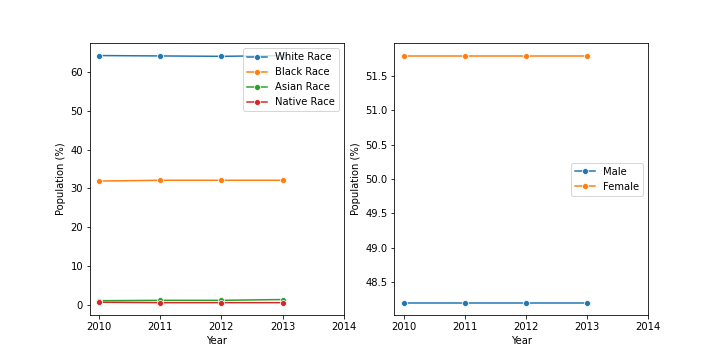 White Race
Black Race
Asian Race
Native Race
60
50
40
30
20
10
0
Population (%)
2010 2011 2012 2013 2014
Year
51.5
51.0
50.5
50.0
49.5
49.0
48.5
Population (%)
Male
Female
2010 2011 2012 2013 2014
Year